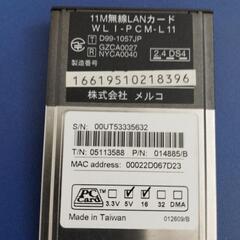 11M無線LANカード
WLI-PCM-L11
T D99-1057JP
R GZCA0027
NYCA0040
2.4 DS4
製造番号
16619510218396
株式会社 メルコ
S/N: 00UT53335632
T/N: 05113588 P/N: 014885/B
MAC address: 00022D067D23
PC Card
3.3V 5V 16 32 DMA
Made in Taiwan
012609/B